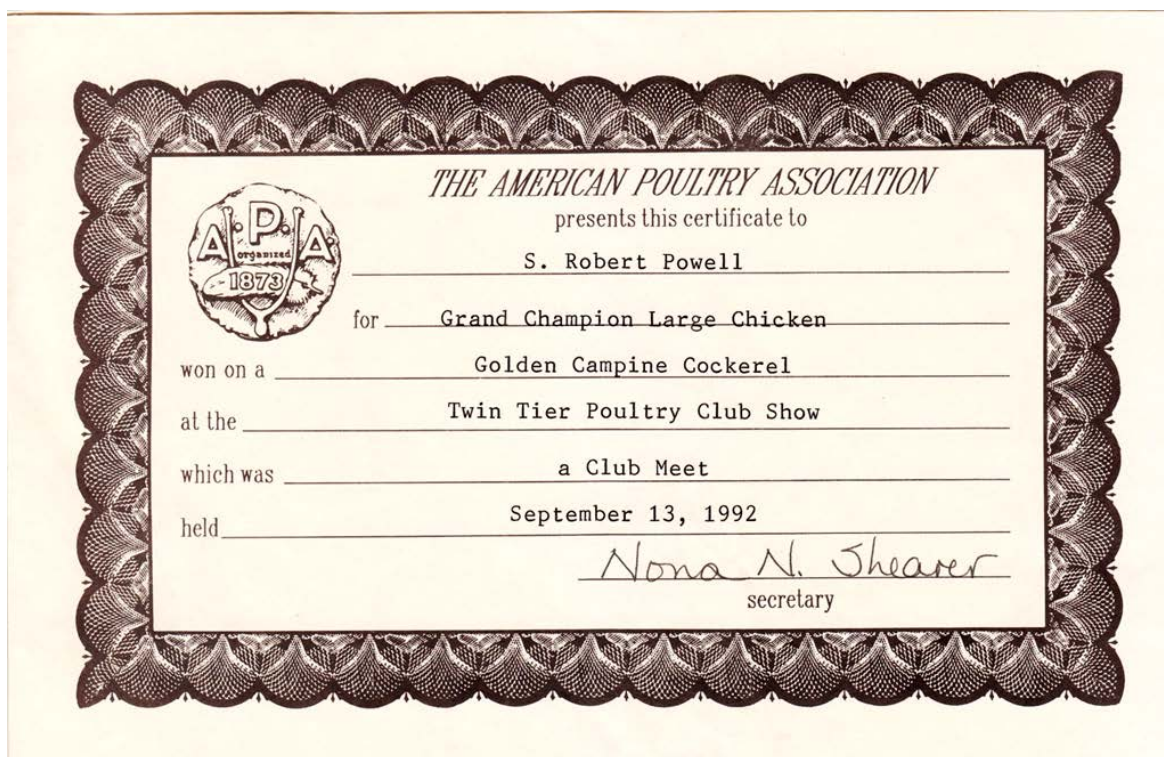 THE AMERICAN POULTRY ASSOCIATION
presents this certificate to
A.P.A.
organized
1873
S. Robert Powell
for Grand Champion Large Chicken
won on a Golden Campine Cockerel
at the Twin Tier Poultry Club Show
which was a Club Meet
held September 13, 1992
Nona N. Shearer
secretary